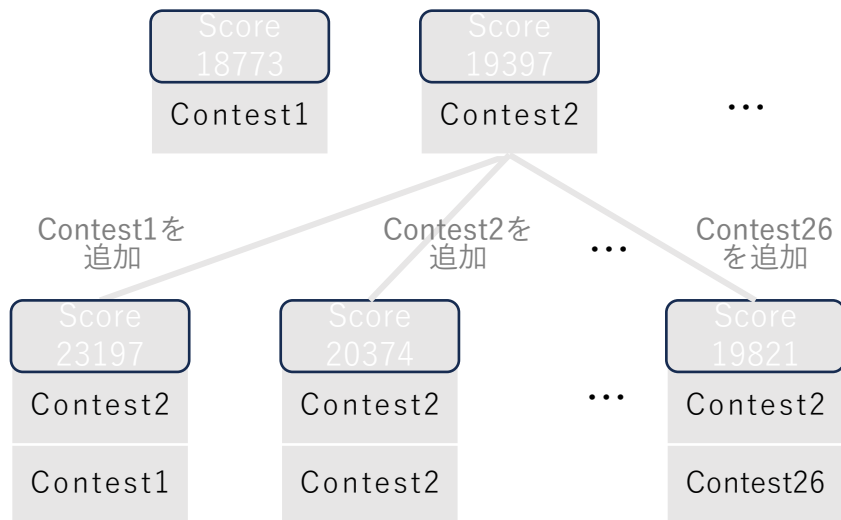 Score
18773
Score
19397
Contest1
Contest2
…
Contest1を
追加
Contest2を
追加
…
Contest26
を追加
Score
23197
Score
20374
Score
19821
Contest2
Contest2
…
Contest2
Contest1
Contest2
Contest26